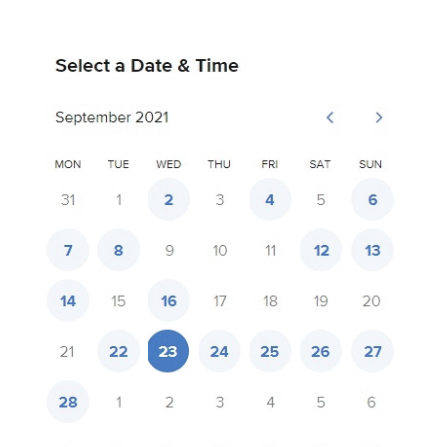 Select a Date & Time
September 2021
MON TUE WED THU FRI SAT SUN
31 1 2 3 4 5 6
7 8 9 10 11 12 13
14 15 16 17 18 19 20
21 22 23 24 25 26 27
28 1 2 3 4 5 6